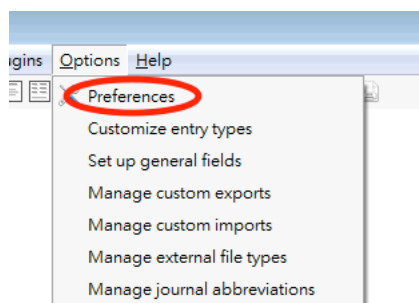 Options Help
Preferences
Customize entry types
Set up general fields
Manage custom exports
Manage custom imports
Manage external file types
Manage journal abbreviations